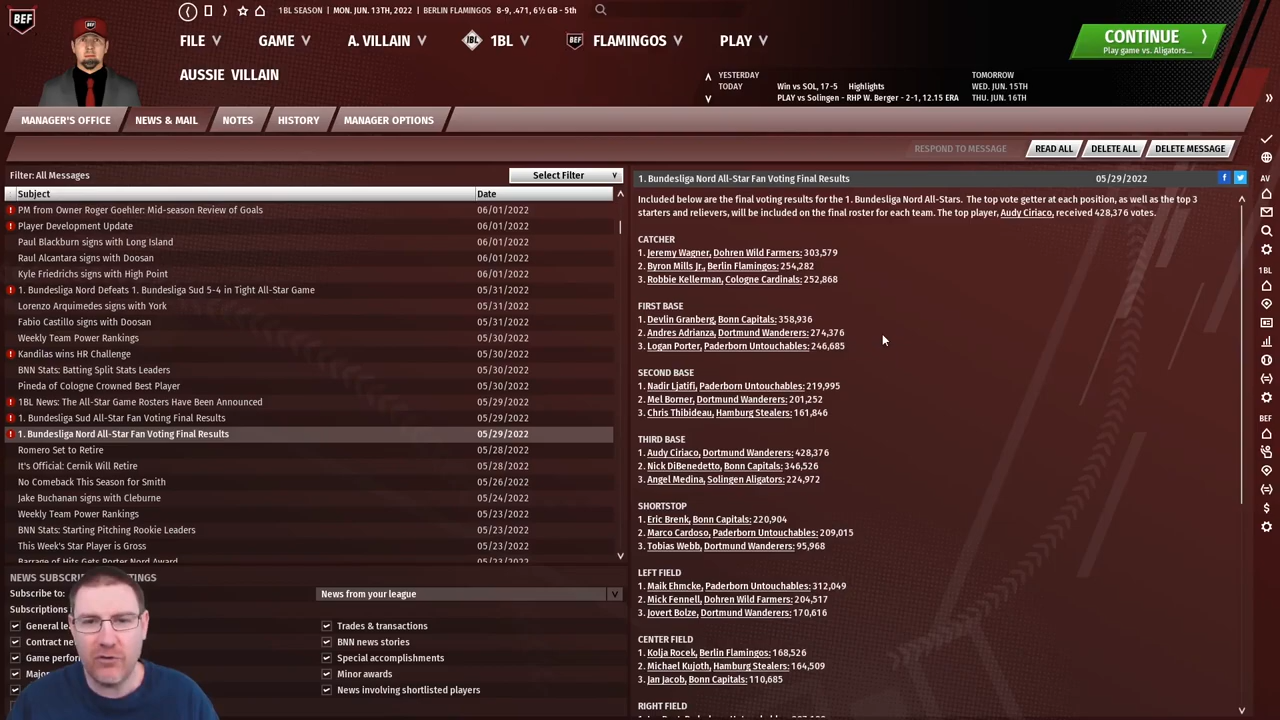 BEF
1BL SEASON | MON. JUN. 13TH, 2022 | BERLIN FLAMINGOS 8-9, .471, 6½ GB - 5th
FILE GAME A. VILLAIN 1BL FLAMINGOS PLAY
AUSSIE VILLAIN
CONTINUE
Play game vs. Aligators...
YESTERDAY
TODAY
Win vs SOL, 17-5 Highlights
PLAY vs Solingen - RHP W. Berger - 2-1, 12.15 ERA
TOMORROW
WED. JUN. 15TH
THU. JUN. 16TH
MANAGER'S OFFICE NEWS & MAIL NOTES HISTORY MANAGER OPTIONS
RESPOND TO MESSAGE READ ALL DELETE ALL DELETE MESSAGE
Filter: All Messages Select Filter
Subject Date
PM from Owner Roger Goehler: Mid-season Review of Goals 06/01/2022
Player Development Update 06/01/2022
Paul Blackburn signs with Long Island 06/01/2022
Raul Alcantara signs with Doosan 06/01/2022
Kyle Friedrichs signs with High Point 06/01/2022
1. Bundesliga Nord Defeats 1. Bundesliga Sud 5-4 in Tight All-Star Game 05/31/2022
Lorenzo Arquimedes signs with York 05/31/2022
Fabio Castillo signs with Doosan 05/31/2022
Weekly Team Power Rankings 05/30/2022
Kandilas wins HR Challenge 05/30/2022
BNN Stats: Batting Split Stats Leaders 05/30/2022
Pineda of Cologne Crowned Best Player 05/30/2022
1BL News: The All-Star Game Rosters Have Been Announced 05/29/2022
1. Bundesliga Sud All-Star Fan Voting Final Results 05/29/2022
1. Bundesliga Nord All-Star Fan Voting Final Results 05/29/2022
Romero Set to Retire 05/28/2022
It's Official: Cernik Will Retire 05/28/2022
No Comeback This Season for Smith 05/26/2022
Jake Buchanan signs with Cleburne 05/24/2022
Weekly Team Power Rankings 05/23/2022
BNN Stats: Starting Pitching Rookie Leaders 05/23/2022
This Week's Star Player is Gross 05/23/2022
Barrage of Hits Gets Porter Nord Award 05/23/2022
NEWS SUBSCR
TINGS
Subscribe to: News from your league
Subscriptions
General le
Contract ne
Game perfor
Majo
Trades & transactions
BNN news stories
Special accomplishments
Minor awards
News involving shortlisted players
1. Bundesliga Nord All-Star Fan Voting Final Results 05/29/2022
Included below are the final voting results for the 1. Bundesliga Nord All-Stars. The top vote getter at each position, as well as the top 3
starters and relievers, will be included on the final roster for each team. The top player, Audy Ciriaco, received 428,376 votes.
CATCHER
1. Jeremy Wagner, Dohren Wild Farmers: 303,579
2. Byron Mills Jr., Berlin Flamingos: 254,282
3. Robbie Kellerman, Cologne Cardinals: 252,868
FIRST BASE
1. Devlin Granberg, Bonn Capitals: 358,936
2. Andres Adrianza, Dortmund Wanderers: 274,376
3. Logan Porter, Paderborn Untouchables: 246,685
SECOND BASE
1. Nadir Ljatifi, Paderborn Untouchables: 219,995
2. Mel Borner, Dortmund Wanderers: 201,252
3. Chris Thibideau, Hamburg Stealers: 161,846
THIRD BASE
1. Audy Ciriaco, Dortmund Wanderers: 428,376
2. Nick DiBenedetto, Bonn Capitals: 346,526
3. Angel Medina, Solingen Aligators: 224,972
SHORTSTOP
1. Eric Brenk, Bonn Capitals: 220,904
2. Marco Cardoso, Paderborn Untouchables: 209,015
3. Tobias Webb, Dortmund Wanderers: 95,968
LEFT FIELD
1. Maik Ehmcke, Paderborn Untouchables: 312,049
2. Mick Fennell, Dohren Wild Farmers: 204,517
3. Jovert Bolze, Dortmund Wanderers: 170,616
CENTER FIELD
1. Kolja Rocek, Berlin Flamingos: 168,526
2. Michael Kujoth, Hamburg Stealers: 164,509
3. Jan Jacob, Bonn Capitals: 110,685
RIGHT FIELD
AV
1BL
BEF